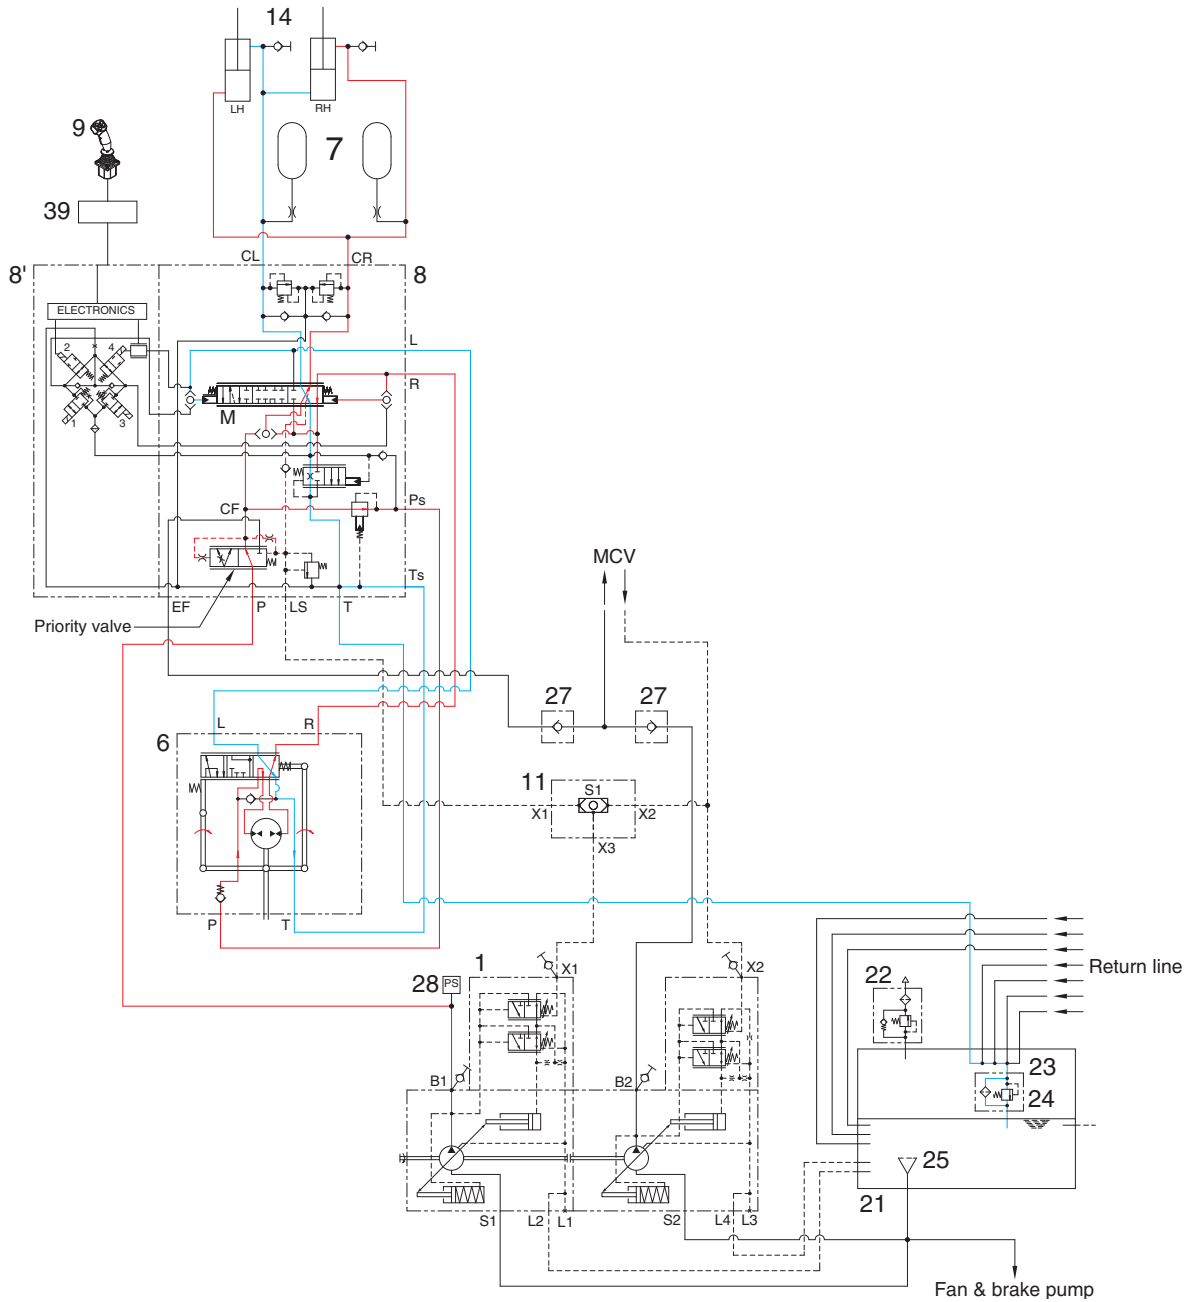 14
LH
RH
9
7
39
CL
CR
8'
8
ELECTRONICS
L
2
4
R
M
1
3
CF
Ps
MCV
Ts
EF
P
LS
T
Priority valve
27
27
L
R
6
11
S1
X1
X2
X3
P
T
1
X1
X2
28
PS
22
Return line
23
B1
B2
24
25
21
S1
L2
L1
S2
L4
L3
Fan & brake pump